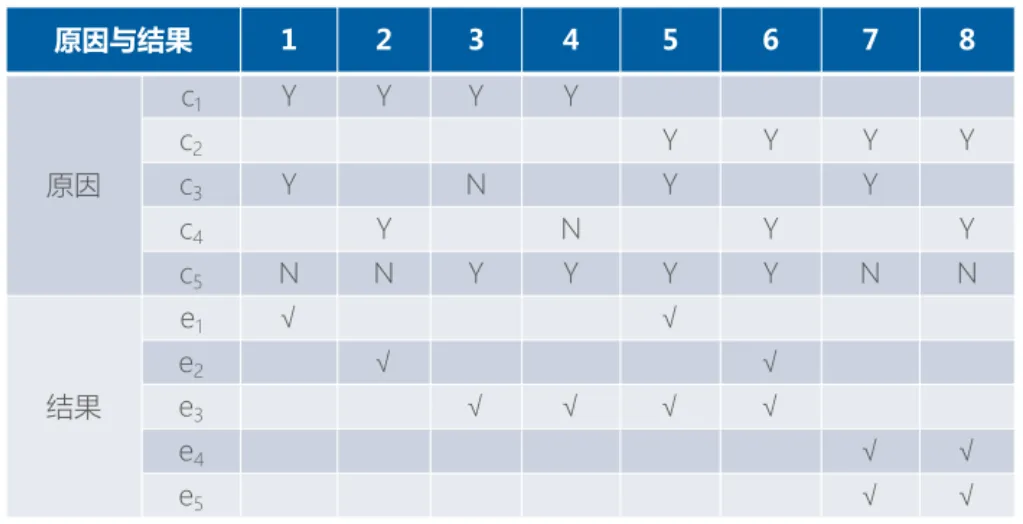 原因与结果 1 2 3 4 5 6 7 8
原因
c₁ Y Y Y Y
c₂ Y Y Y Y
c₃ Y N Y Y
c₄ Y N Y Y
c₅ N N Y Y Y Y N N
结果
e₁ √ √
e₂ √ √
e₃ √ √ √ √
e₄ √ √
e₅ √ √